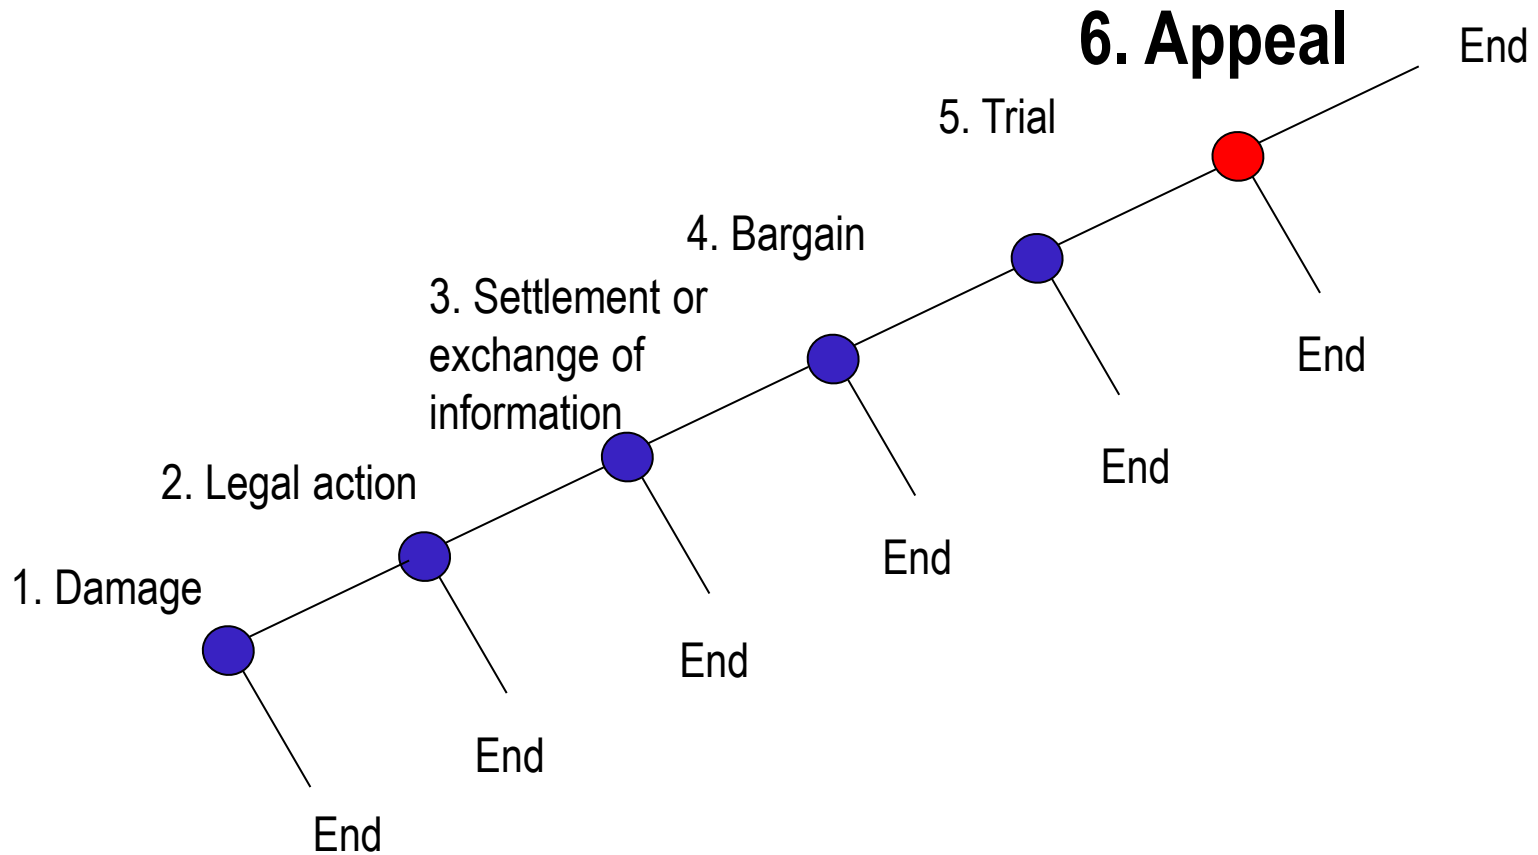 6. Appeal
End
5. Trial
4. Bargain
3. Settlement or
exchange of
information
End
2. Legal action
End
1. Damage
End
End
End
End